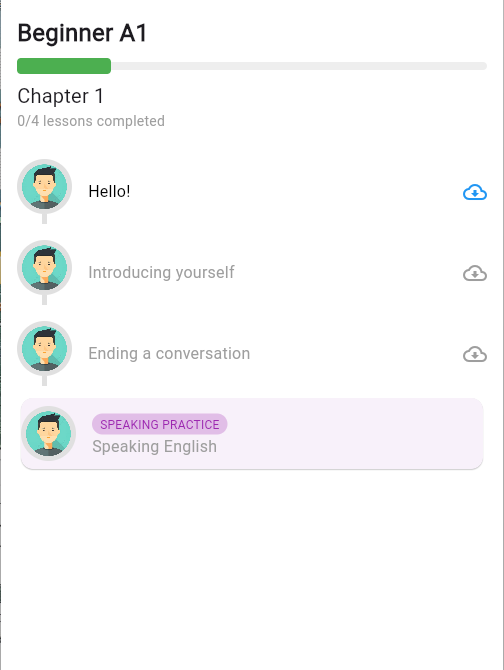 Beginner A1
Chapter 1
0/4 lessons completed
Hello!
Introducing yourself
Ending a conversation
SPEAKING PRACTICE
Speaking English